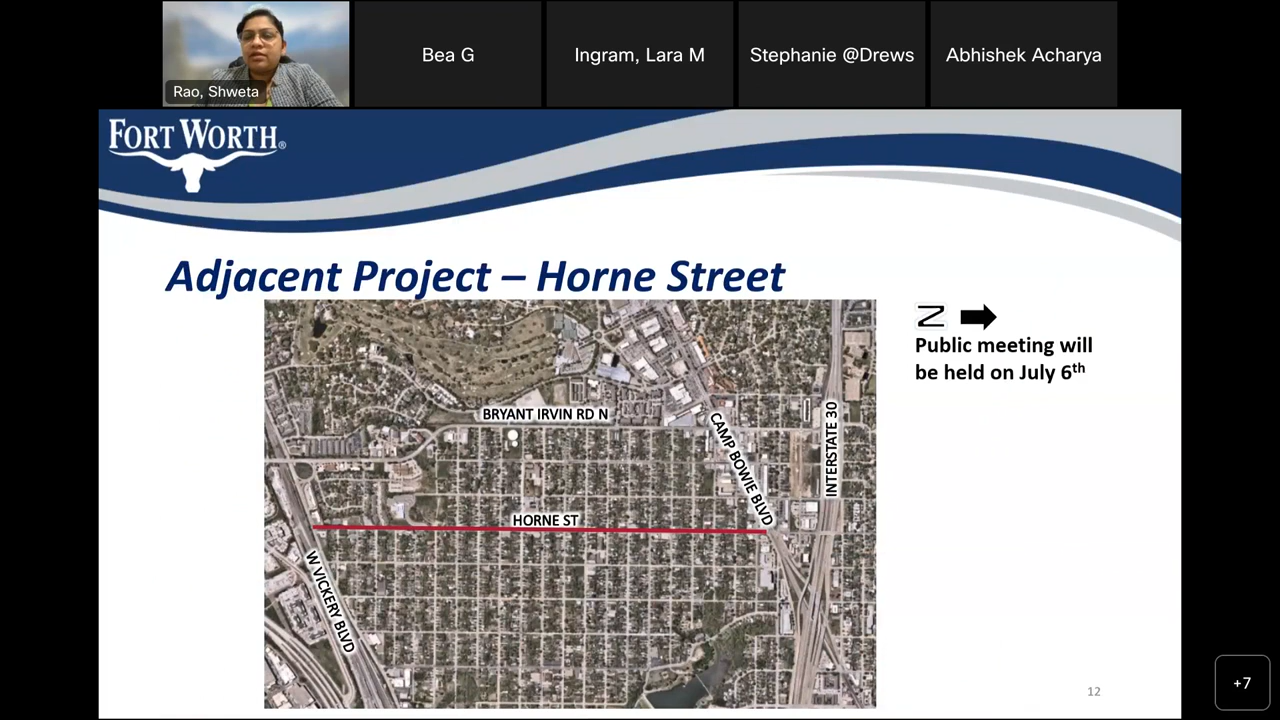 Rao, Shweta
Bea G
Ingram, Lara M
Stephanie @Drews
Abhishek Acharya
FORT WORTH®
Adjacent Project – Horne Street
N
Public meeting will
be held on July 6th
BRYANT IRVIN RD N
CAMP BOWIE BLVD
INTERSTATE 30
HORNE ST
W VICKERY BLVD
12
+7